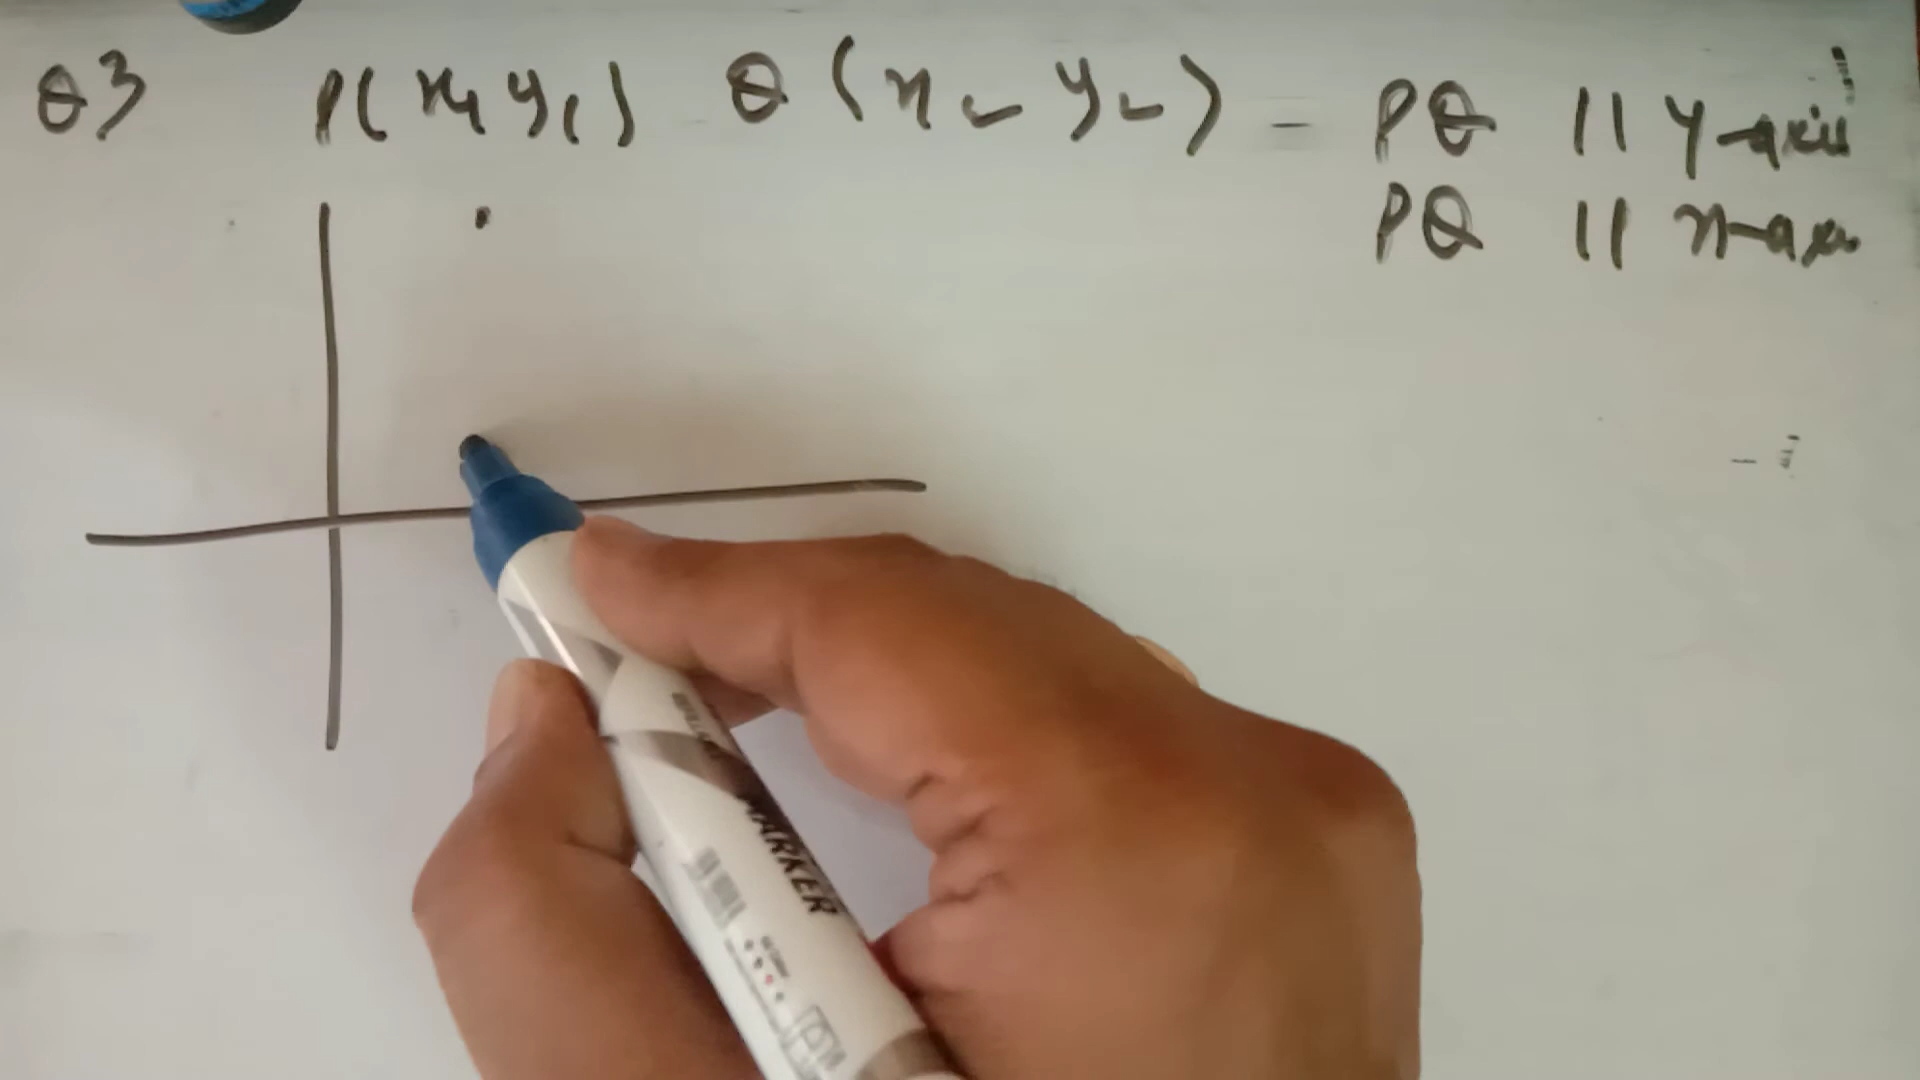 Q3 P(x₁ y₁) Q(x₂ y₂) - PQ || y-axis
PQ || x-axis
MARKER